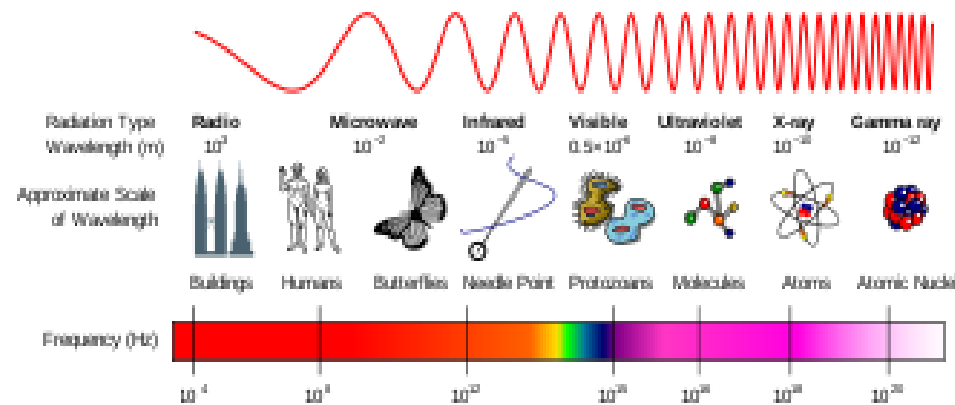 Radiation Type Radio Microwave Infrared Visible Ultraviolet X-ray Gamma ray
Wavelength (m) 10³ 10⁻² 10⁻⁵ 0.5×10⁻⁶ 10⁻⁸ 10⁻¹⁰ 10⁻¹²
Approximate Scale
of Wavelength
Buildings Humans Butterflies Needle Point Protozoans Molecules Atoms Atomic Nuclei
Frequency (Hz)
10⁴ 10⁸ 10¹² 10¹⁵ 10¹⁶ 10¹⁸ 10²⁰